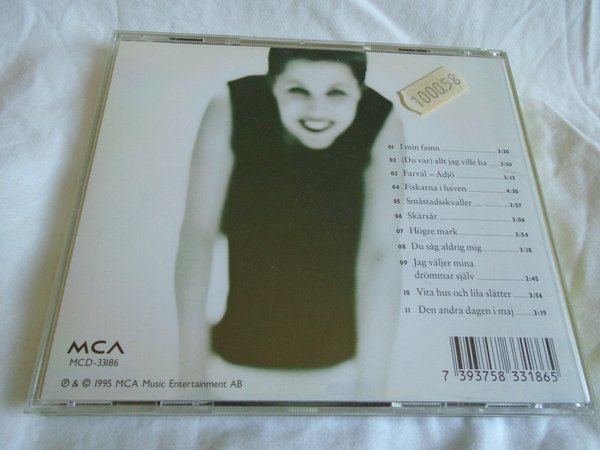 100058
01 I min famn 3:30
02 (Du var) allt jag ville ha 3:59
03 Farväl – Adjö 3:13
04 Fiskarna i haven 4:30
05 Småstadsskvaller 2:57
06 Skärsår 3:06
07 Högre mark 3:54
08 Du såg aldrig mig 3:18
09 Jag väljer mina
drömmar själv 2:45
10 Vita hus och lila slätter 3:56
11 Den andra dagen i maj 3:19
MCA
MCD-33186
℗ & © 1995 MCA Music Entertainment AB
7 393758 331865